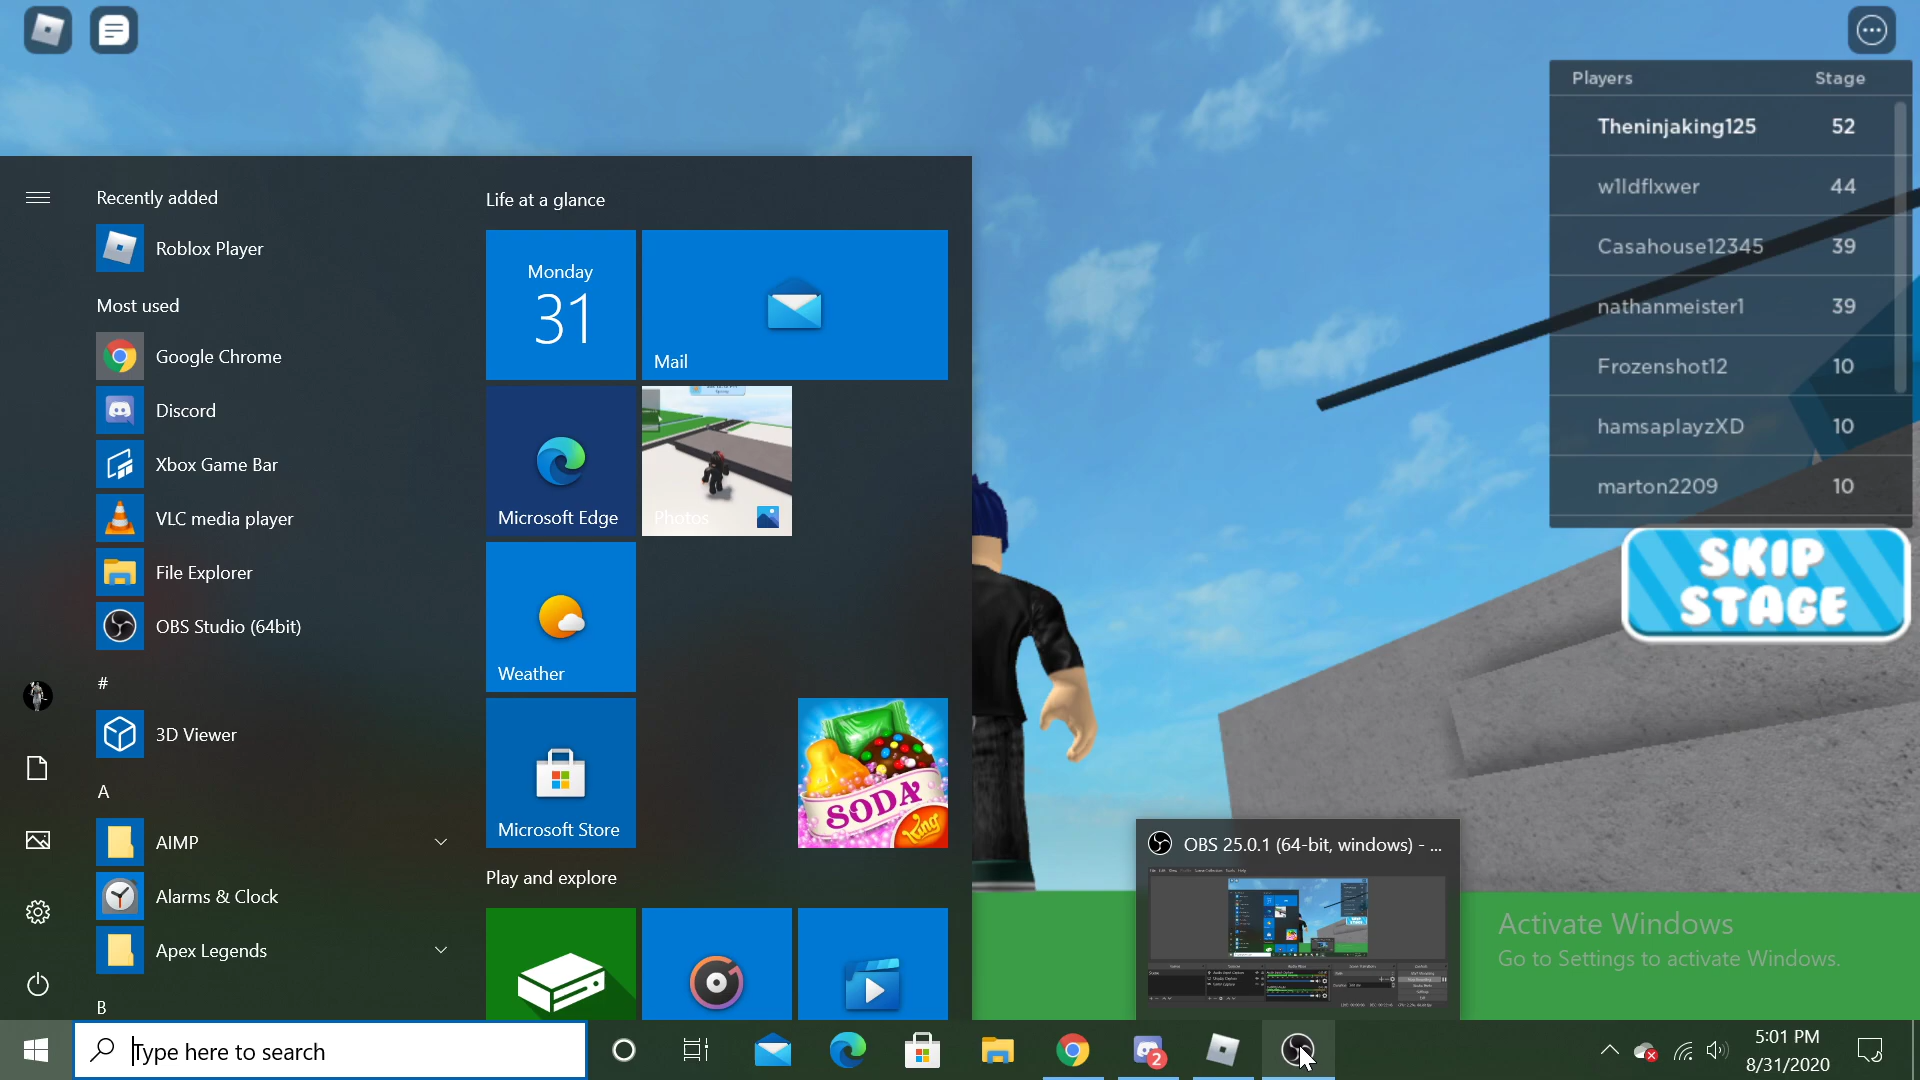 Players Stage
Theninjaking125 52
w1ldflxwer 44
Casahouse12345 39
nathanmeister1 39
Frozenshot12 10
hamsaplayzXD 10
marton2209 10
SKIP
STAGE
Recently added
Roblox Player
Most used
Google Chrome
Discord
Xbox Game Bar
VLC media player
File Explorer
OBS Studio (64bit)
#
3D Viewer
A
AIMP
Alarms & Clock
Apex Legends
B
Life at a glance
Monday
31
Mail
Microsoft Edge
Photos
Weather
Microsoft Store
SODA
King
Play and explore
OBS 25.0.1 (64-bit, windows) - ...
Activate Windows
Go to Settings to activate Windows.
Type here to search
2
5:01 PM
8/31/2020